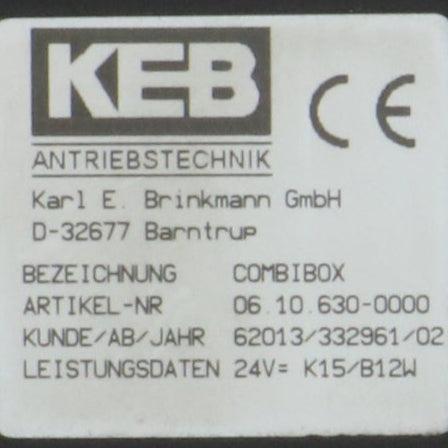 KEB
CE
ANTRIEBSTECHNIK
Karl E. Brinkmann GmbH
D-32677 Barntrup
BEZEICHNUNG COMBIBOX
ARTIKEL-NR 06.10.630-0000
KUNDE/AB/JAHR 62013/332961/02
LEISTUNGSDATEN 24V= K15/B12W